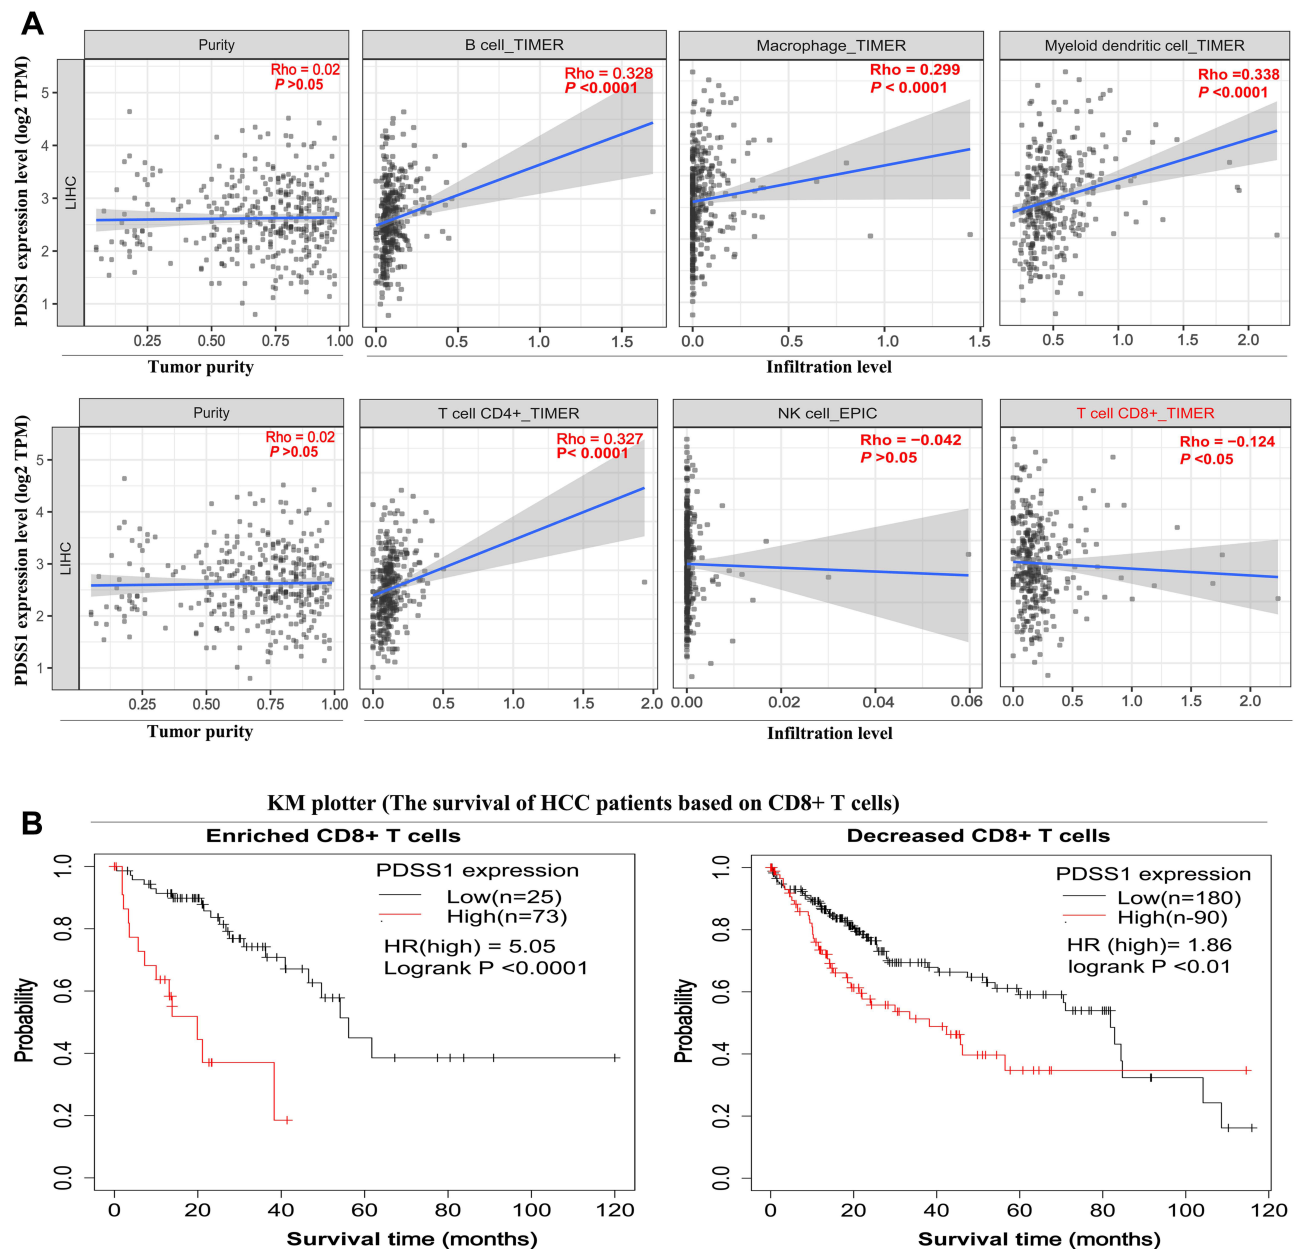 A
Purity
B cell_TIMER
Macrophage_TIMER
Myeloid dendritic cell_TIMER
PDSS1 expression level (log2 TPM)
LIHC
Rho = 0.02
P >0.05
Rho = 0.328
P <0.0001
Rho = 0.299
P < 0.0001
Rho =0.338
P <0.0001
5
4
3
2
1
0.25 0.50 0.75 1.00
0.0 0.5 1.0 1.5
0.0 0.5 1.0 1.5
0.0 0.5 1.0 1.5 2.0
Tumor purity
Infiltration level
Purity
T cell CD4+_TIMER
NK cell_EPIC
T cell CD8+_TIMER
PDSS1 expression level (log2 TPM)
LIHC
Rho = 0.02
P >0.05
Rho = 0.327
P< 0.0001
Rho = −0.042
P >0.05
Rho = −0.124
P <0.05
5
4
3
2
1
0.25 0.50 0.75 1.00
0.0 0.5 1.0 1.5 2.0
0.00 0.02 0.04 0.06
0.0 0.5 1.0 1.5 2.0
Tumor purity
Infiltration level
KM plotter (The survival of HCC patients based on CD8+ T cells)
B
Enriched CD8+ T cells
PDSS1 expression
Low(n=25)
High(n=73)
HR(high) = 5.05
Logrank P <0.0001
Probability
1.0
0.8
0.6
0.4
0.2
0.0
0 20 40 60 80 100 120
Survival time (months)
Decreased CD8+ T cells
PDSS1 expression
Low(n=180)
High(n-90)
HR (high)= 1.86
logrank P <0.01
Probability
1.0
0.8
0.6
0.4
0.2
0.0
0 20 40 60 80 100 120
Survival time (months)